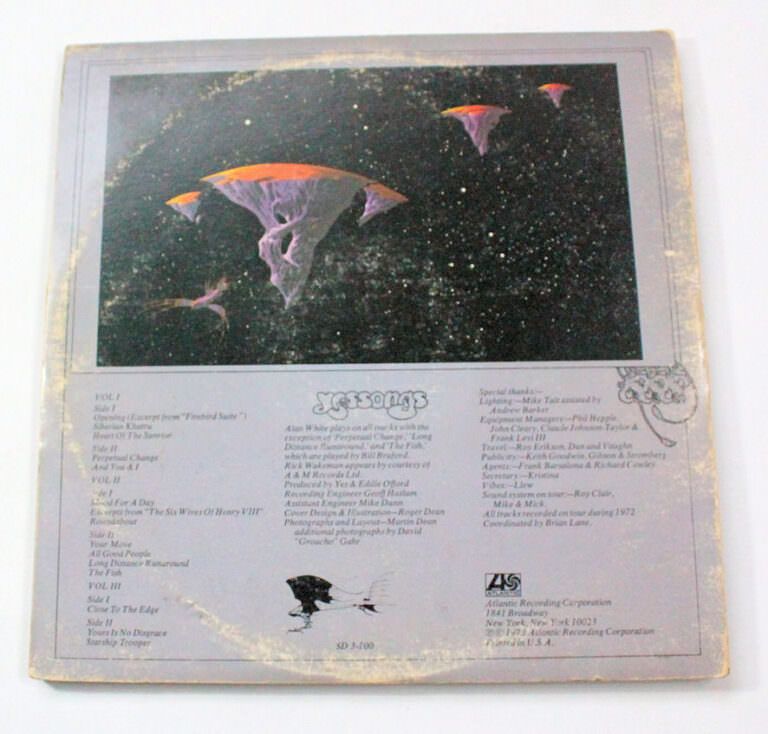 VOL I
Side I
Opening (Excerpt from "Firebird Suite")
Siberian Khatru
Heart Of The Sunrise
Side II
Perpetual Change
And You & I
VOL II
Side I
Mood For A Day
Excerpts from "The Six Wives Of Henry VIII"
Roundabout
Side II
Your Move
All Good People
Long Distance Runaround
The Fish
VOL III
Side I
Close To The Edge
Side II
Yours Is No Disgrace
Starship Trooper
Yessongs
Alan White plays on all tracks with the
exception of 'Perpetual Change,' 'Long
Distance Runaround,' and 'The Fish,'
which are played by Bill Bruford.
Rick Wakeman appears by courtesy of
A & M Records Ltd.
Produced by Yes & Eddie Offord
Recording Engineer Geoff Haslam
Assistant Engineer Mike Dunn
Cover Design & Illustration—Roger Dean
Photographs and Layout—Martin Dean
additional photographs by David
"Groucho" Gahr
SD 3-100
Special thanks:—
Lighting—Mike Tait assisted by
Andrew Barker
Equipment Managers—Phil Heppie,
John Cleary, Claude Johnson-Taylor &
Frank Levi III
Travel—Roy Erikson, Dan and Vaughn
Publicity—Keith Goodwin, Gibson & Stromberg
Agents—Frank Barsalona & Richard Cowley
Secretary—Kristina
Vibes—Llew
Sound system on tour—Roy Clair,
Mike & Mick.
All tracks recorded on tour during 1972
Coordinated by Brian Lane.
ATLANTIC
Atlantic Recording Corporation
1841 Broadway
New York, New York 10023
℗© 1973 Atlantic Recording Corporation
Printed in U.S.A.